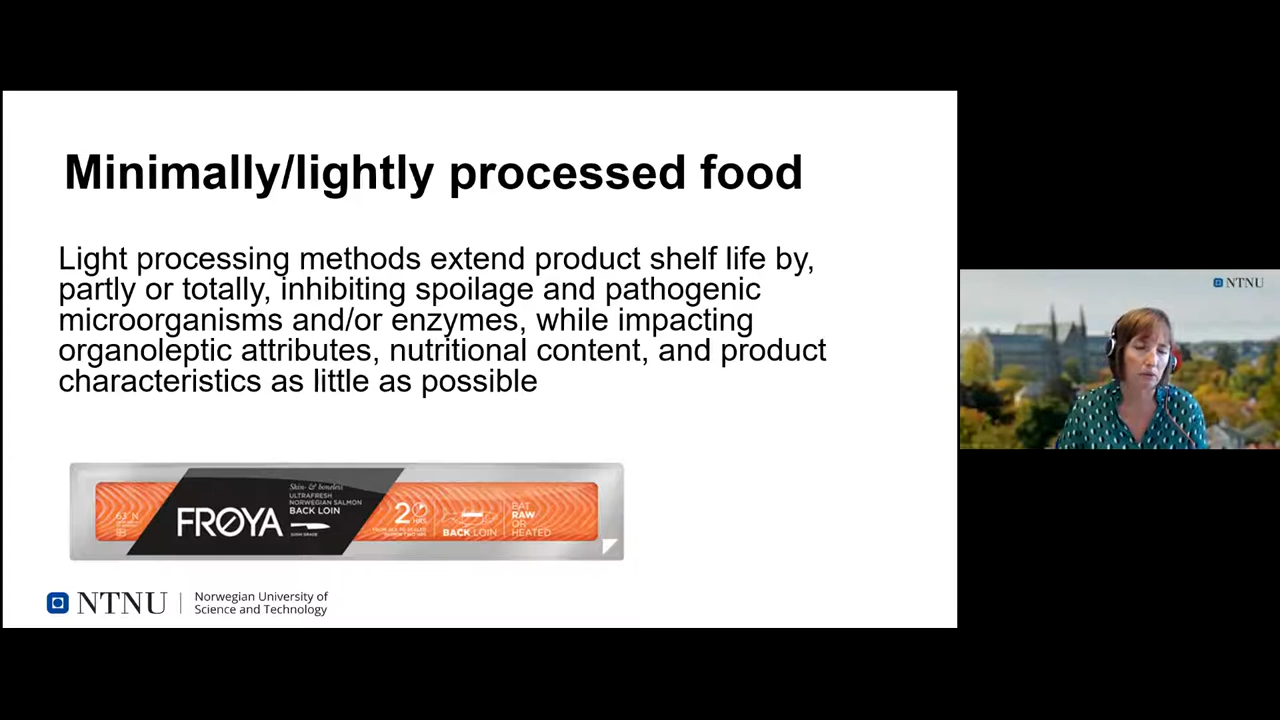 Minimally/lightly processed food
Light processing methods extend product shelf life by,
partly or totally, inhibiting spoilage and pathogenic
microorganisms and/or enzymes, while impacting
organoleptic attributes, nutritional content, and product
characteristics as little as possible
63° N
FRØYA
Skin- & boneless
ULTRAFRESH
NORWEGIAN SALMON
BACK LOIN
SUSHI GRADE
2 HRS
BACK LOIN
EAT
RAW
OR
HEATED
NTNU
Norwegian University of
Science and Technology
NTNU